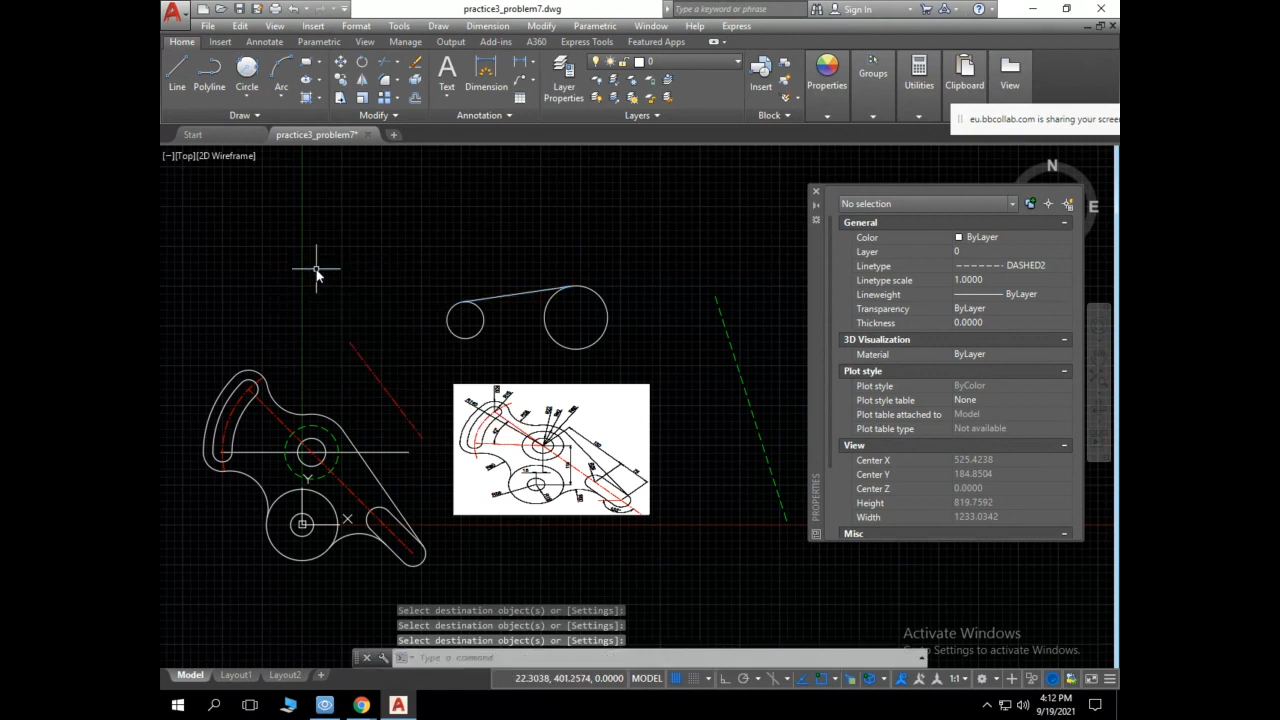 practice3_problem7.dwg
Type a keyword or phrase
Sign In
File Edit View Insert Format Tools Draw Dimension Modify Parametric Window Help Express
Home Insert Annotate Parametric View Manage Output Add-ins A360 Express Tools Featured Apps
0
Line Polyline Circle Arc Text Dimension Layer Properties Insert Properties Groups Utilities Clipboard View
Draw Modify Annotation Layers Block
eu.bbcollab.com is sharing your scree
Start practice3_problem7*
[−][Top][2D Wireframe]
N
E
No selection
General
Color ByLayer
Layer 0
Linetype DASHED2
Linetype scale 1.0000
Lineweight ByLayer
Transparency ByLayer
Thickness 0.0000
3D Visualization
Material ByLayer
Plot style
Plot style ByColor
Plot style table None
Plot table attached to Model
Plot table type Not available
View
Center X 525.4238
Center Y 184.8504
Center Z 0.0000
Height 819.7592
Width 1233.0342
Misc
PROPERTIES
Y
X
Select destination object(s) or [Settings]:
Select destination object(s) or [Settings]:
Select destination object(s) or [Settings]:
Type a command
Activate Windows
Go to Settings to activate Windows.
Model Layout1 Layout2 +
22.3038, 401.2574, 0.0000 MODEL 1:1
4:12 PM
9/19/2021